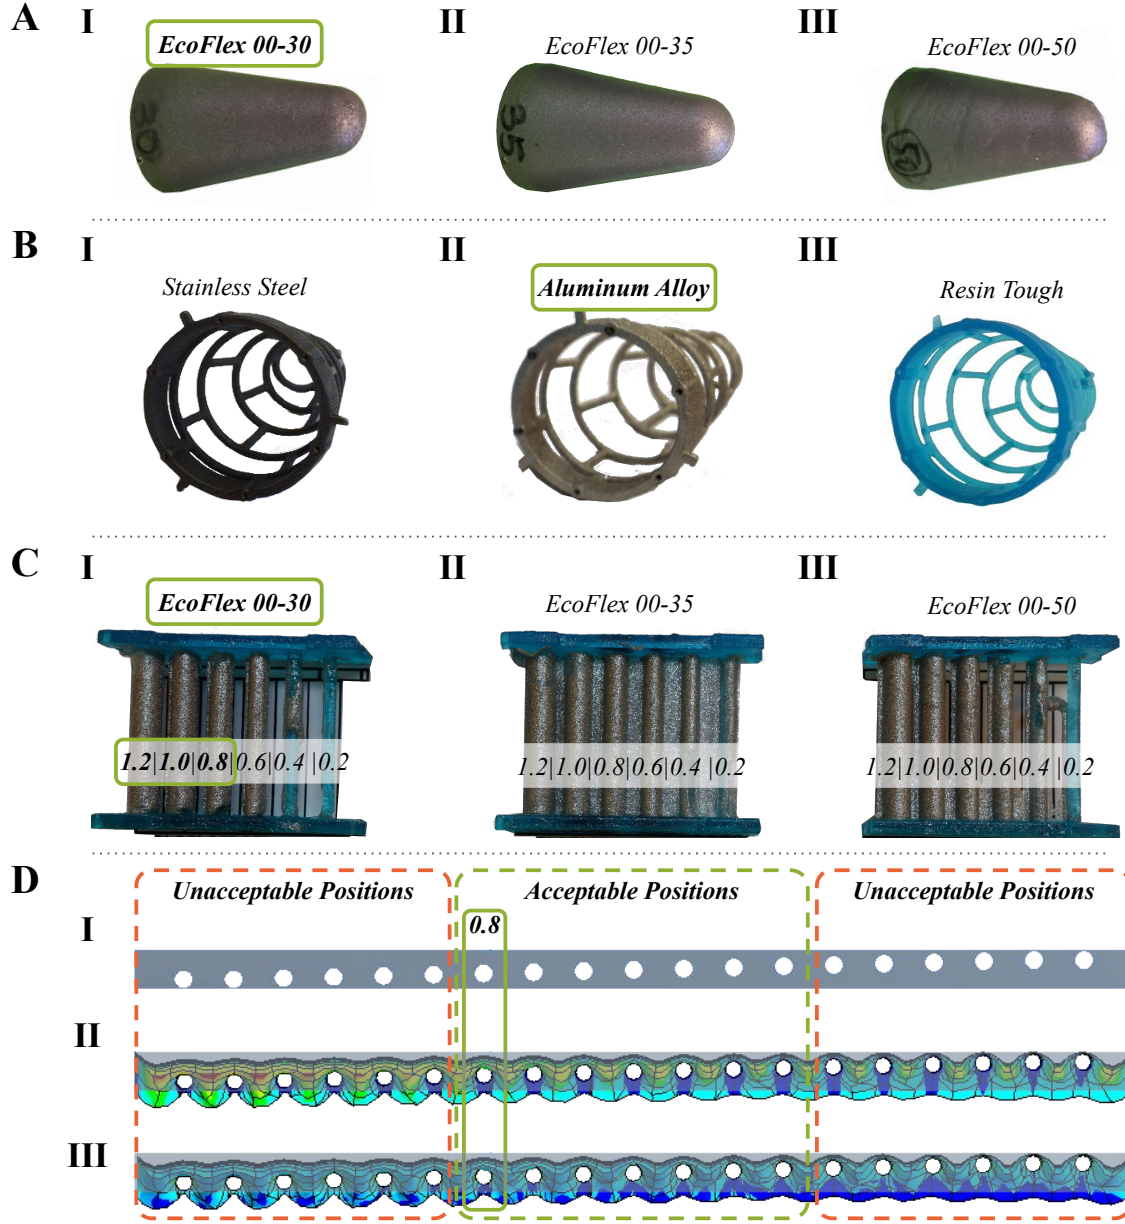 A I II III
EcoFlex 00-30 EcoFlex 00-35 EcoFlex 00-50
30 35 50
B I II III
Stainless Steel Aluminum Alloy Resin Tough
C I II III
EcoFlex 00-30 EcoFlex 00-35 EcoFlex 00-50
1.2|1.0|0.8|0.6|0.4 |0.2 1.2|1.0|0.8|0.6|0.4 |0.2 1.2|1.0|0.8|0.6|0.4 |0.2
D Unacceptable Positions Acceptable Positions Unacceptable Positions
I 0.8
II
III